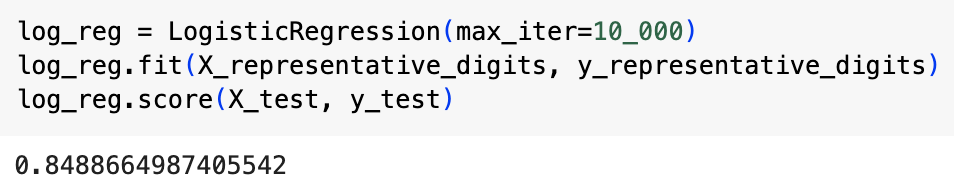 log_reg = LogisticRegression(max_iter=10_000)
log_reg.fit(X_representative_digits, y_representative_digits)
log_reg.score(X_test, y_test)
0.8488664987405542